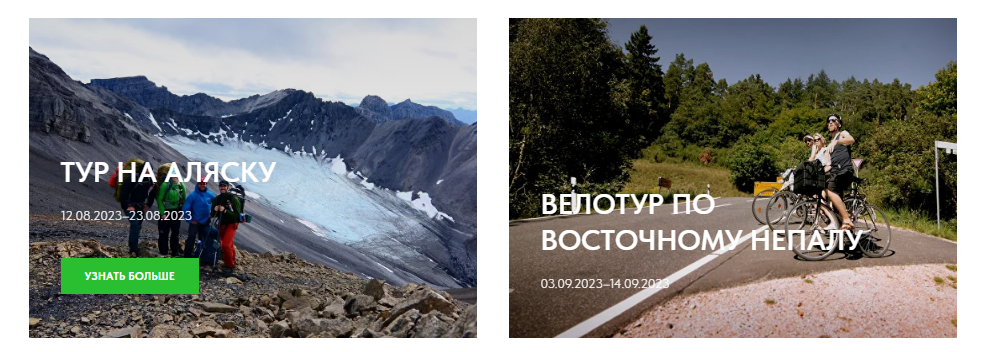 ТУР НА АЛЯСКУ
12.08.2023–23.08.2023
УЗНАТЬ БОЛЬШЕ
ВЕЛОТУР ПО
ВОСТОЧНОМУ НЕПАЛУ
03.09.2023–14.09.2023